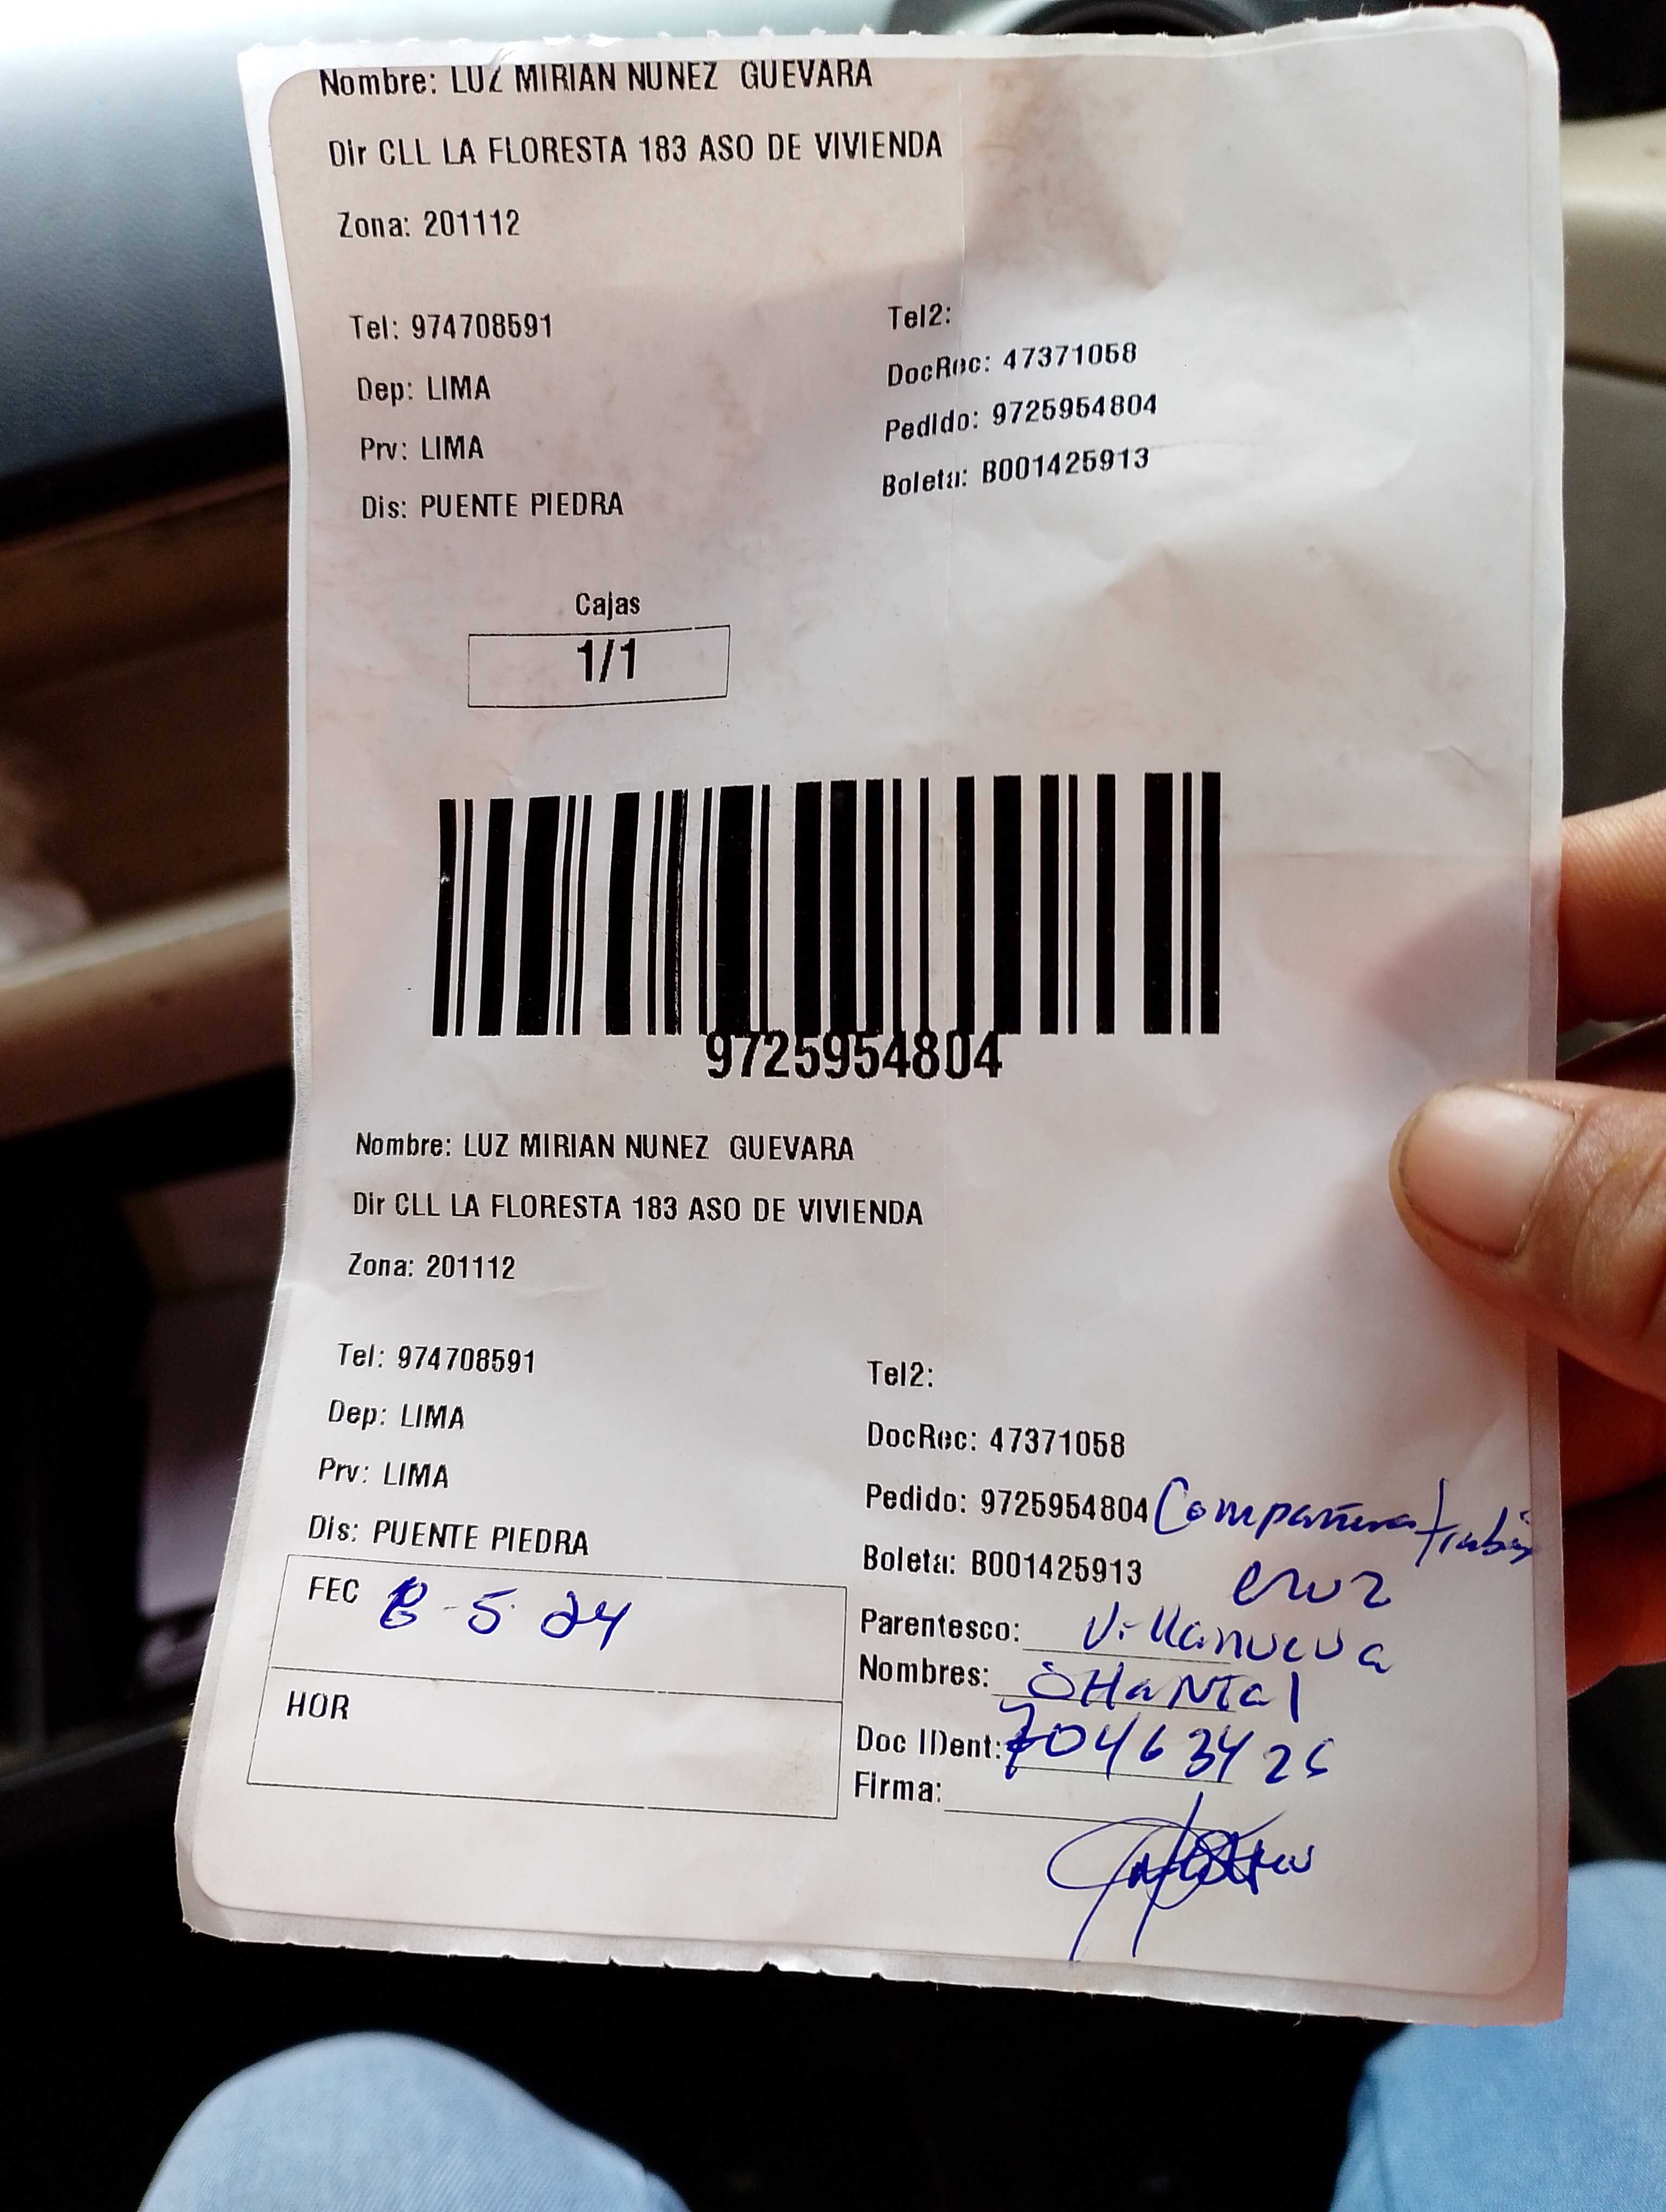 Nombre: LUZ MIRIAN NUNEZ GUEVARA
Dir CLL LA FLORESTA 183 ASO DE VIVIENDA
Zona: 201112
Tel: 974708591
Tel2:
Dep: LIMA
DocRec: 47371058
Prv: LIMA
Pedido: 9725954804
Dis: PUENTE PIEDRA
Boleta: B001425913
Cajas
1/1
9725954804
Nombre: LUZ MIRIAN NUNEZ GUEVARA
Dir CLL LA FLORESTA 183 ASO DE VIVIENDA
Zona: 201112
Tel: 974708591
Tel2:
Dep: LIMA
DocRec: 47371058
Prv: LIMA
Pedido: 9725954804 Compañera
Dis: PUENTE PIEDRA
Boleta: B001425913 cruz
FEC 8-5-24
Parentesco: Villanueva
Nombres: SHaNTal
HOR
Doc IDent:
Firma: